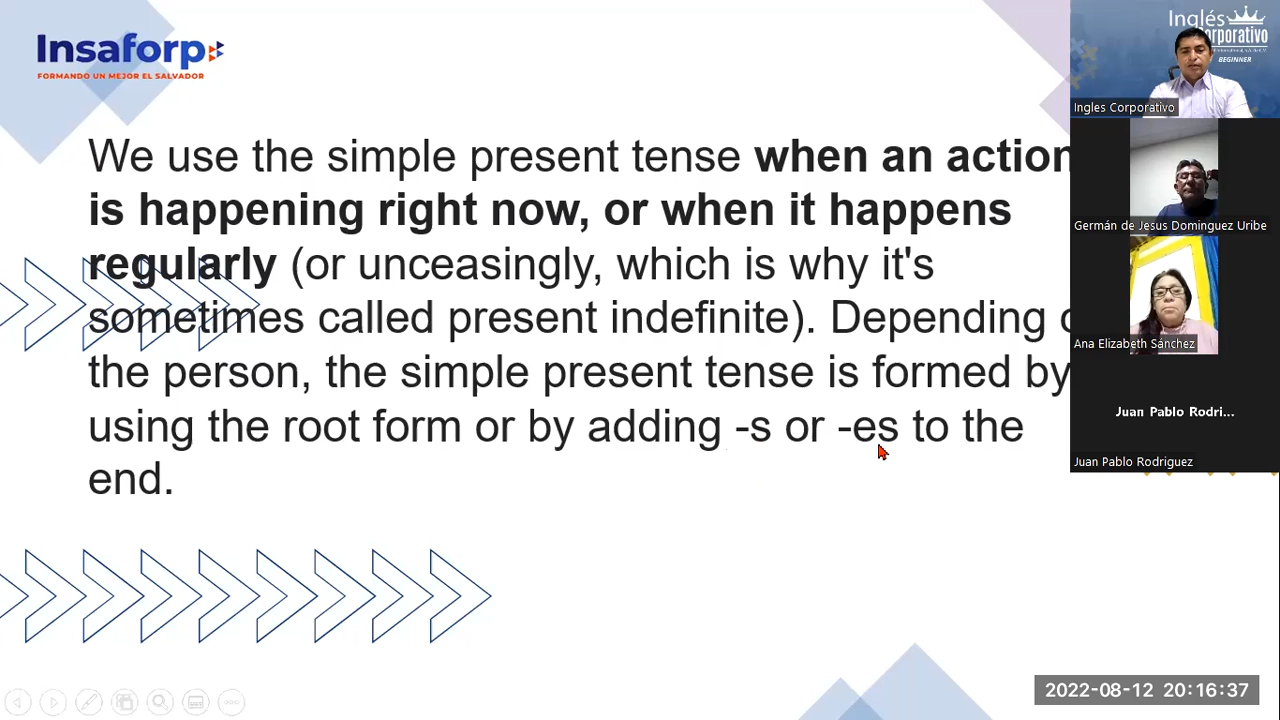 Insaforp
FORMANDO UN MEJOR EL SALVADOR
We use the simple present tense when an action
is happening right now, or when it happens
regularly (or unceasingly, which is why it's
sometimes called present indefinite). Depending
the person, the simple present tense is formed by
using the root form or by adding -s or -es to the
end.
Inglés
Corporativo
BEGINNER
Ingles Corporativo
Germán de Jesus Dominguez Uribe
Ana Elizabeth Sánchez
Juan Pablo Rodri...
Juan Pablo Rodriguez
2022-08-12 20:16:37